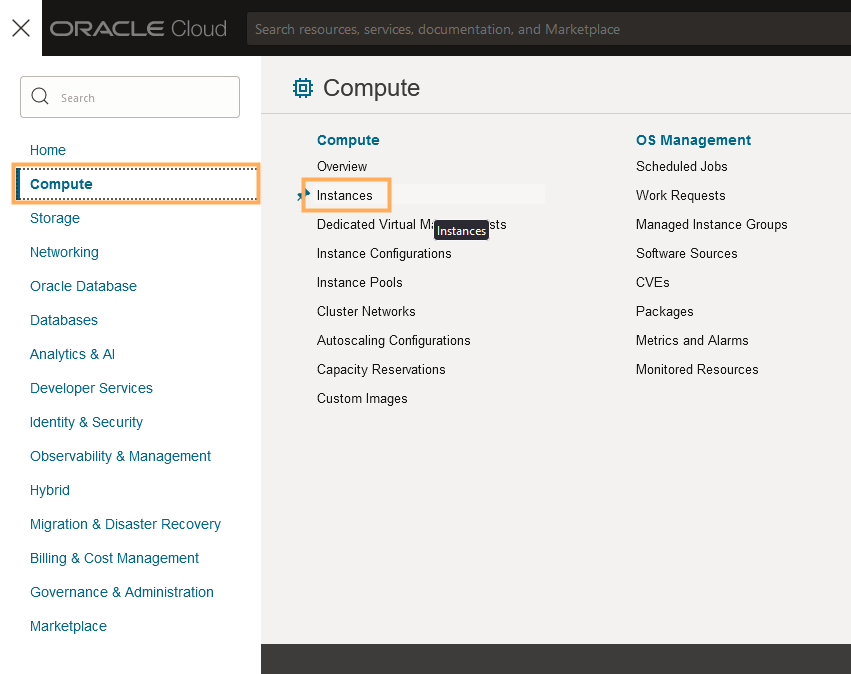 ORACLE Cloud
Search resources, services, documentation, and Marketplace
Search
Home
Compute
Storage
Networking
Oracle Database
Databases
Analytics & AI
Developer Services
Identity & Security
Observability & Management
Hybrid
Migration & Disaster Recovery
Billing & Cost Management
Governance & Administration
Marketplace
Compute
Compute
Overview
Instances
Dedicated Virtual
Instances
Instance Configurations
Instance Pools
Cluster Networks
Autoscaling Configurations
Capacity Reservations
Custom Images
OS Management
Scheduled Jobs
Work Requests
Managed Instance Groups
Software Sources
CVEs
Packages
Metrics and Alarms
Monitored Resources